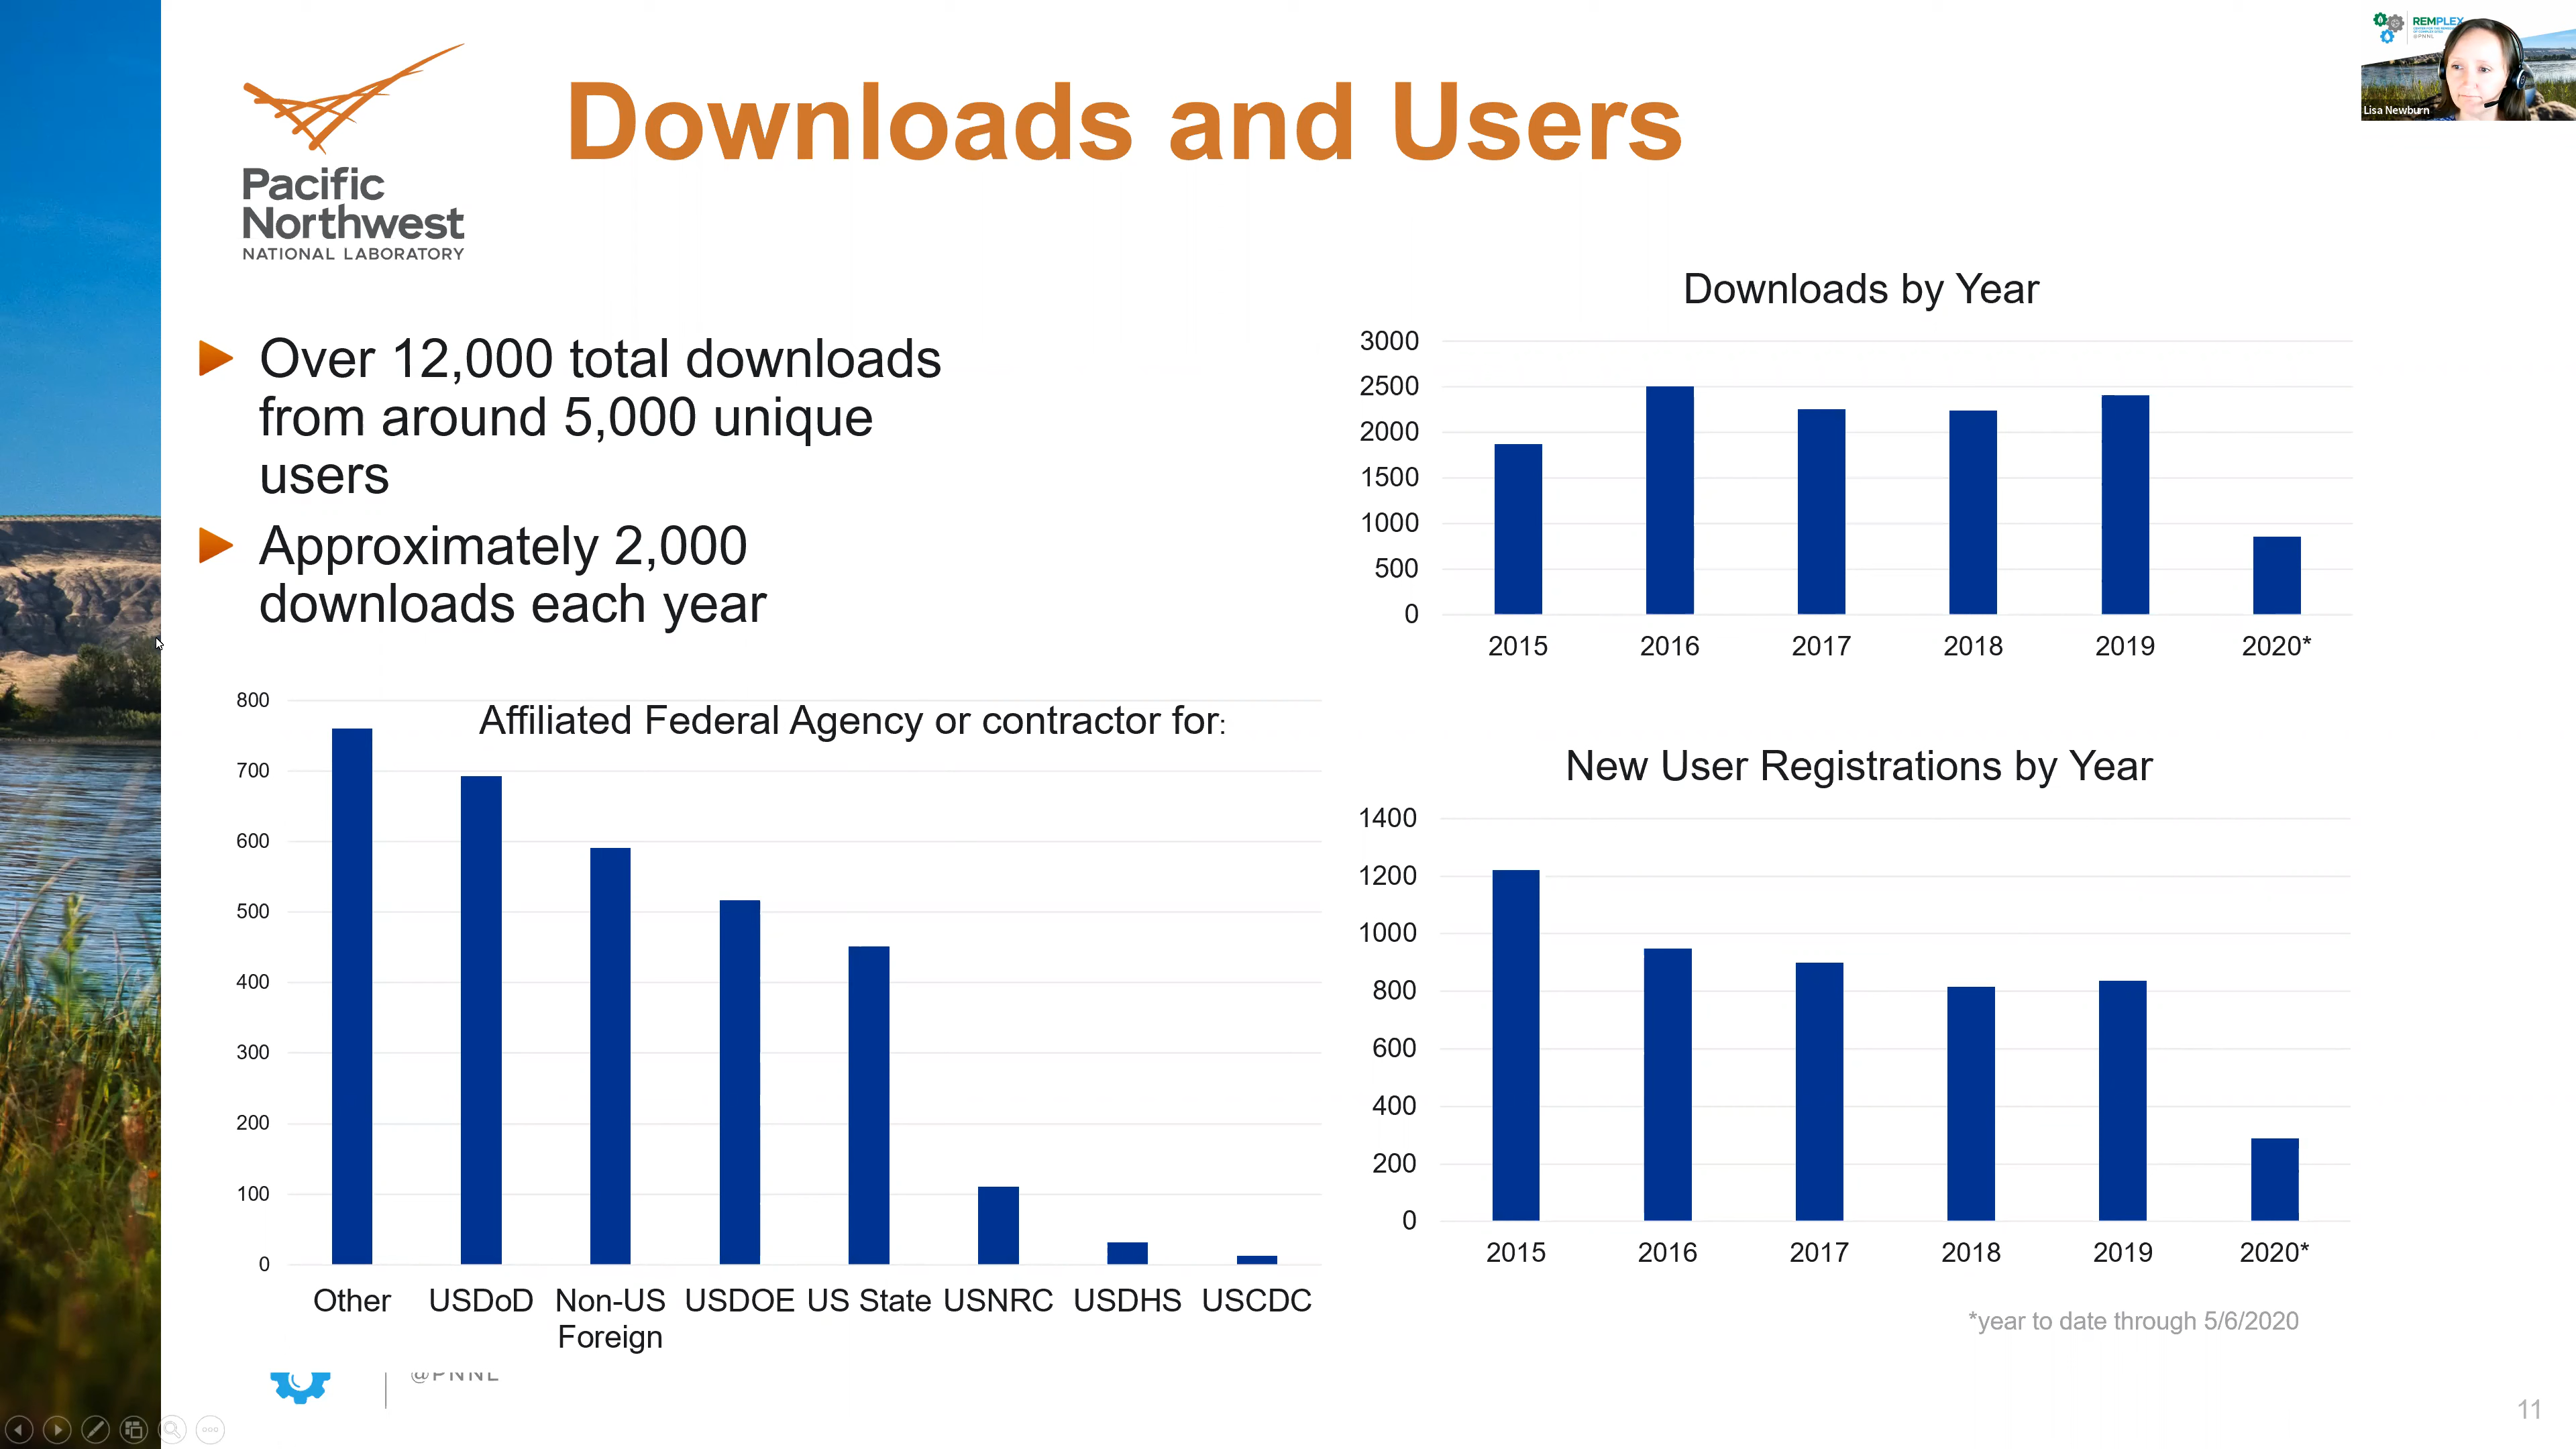 Pacific
Northwest
NATIONAL LABORATORY
Downloads and Users
REMPLEX
@PNNL
Lisa Newburn
Over 12,000 total downloads
from around 5,000 unique
users
Approximately 2,000
downloads each year
Downloads by Year
3000
2500
2000
1500
1000
500
0
2015 2016 2017 2018 2019 2020*
Affiliated Federal Agency or contractor for:
800
700
600
500
400
300
200
100
0
Other USDoD Non-US USDOE US State USNRC USDHS USCDC
Foreign
New User Registrations by Year
1400
1200
1000
800
600
400
200
0
2015 2016 2017 2018 2019 2020*
*year to date through 5/6/2020
@PNNL
11